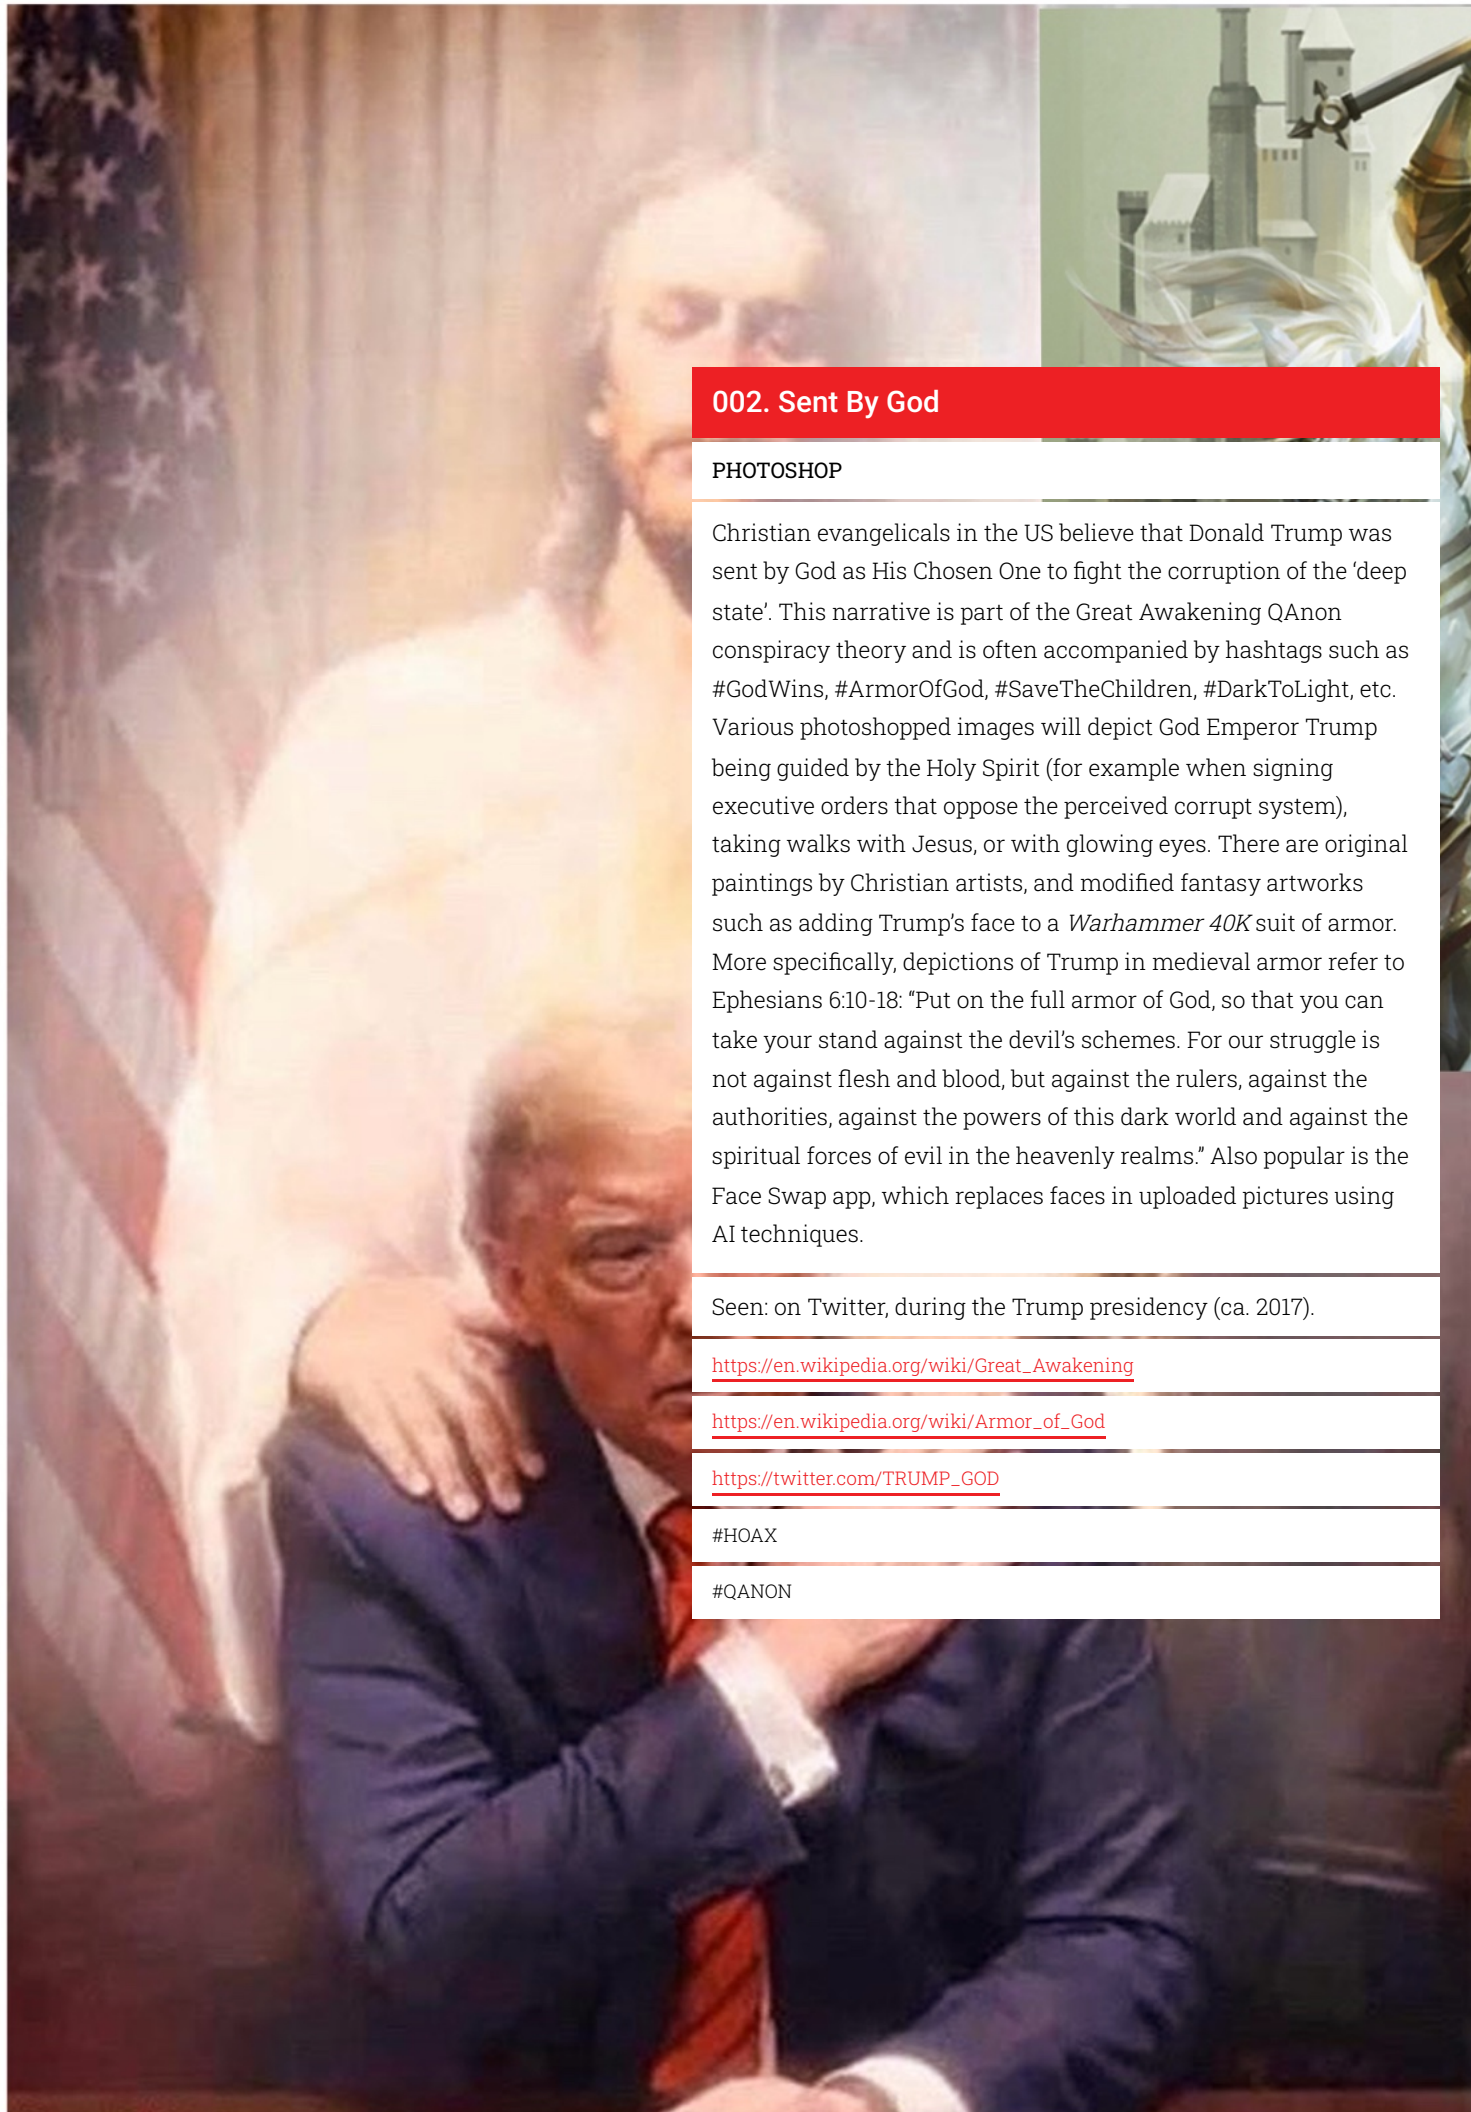 002. Sent By God
PHOTOSHOP
Christian evangelicals in the US believe that Donald Trump was
sent by God as His Chosen One to fight the corruption of the ‘deep
state’. This narrative is part of the Great Awakening QAnon
conspiracy theory and is often accompanied by hashtags such as
#GodWins, #ArmorOfGod, #SaveTheChildren, #DarkToLight, etc.
Various photoshopped images will depict God Emperor Trump
being guided by the Holy Spirit (for example when signing
executive orders that oppose the perceived corrupt system),
taking walks with Jesus, or with glowing eyes. There are original
paintings by Christian artists, and modified fantasy artworks
such as adding Trump’s face to a Warhammer 40K suit of armor.
More specifically, depictions of Trump in medieval armor refer to
Ephesians 6:10-18: “Put on the full armor of God, so that you can
take your stand against the devil’s schemes. For our struggle is
not against flesh and blood, but against the rulers, against the
authorities, against the powers of this dark world and against the
spiritual forces of evil in the heavenly realms.” Also popular is the
Face Swap app, which replaces faces in uploaded pictures using
AI techniques.
Seen: on Twitter, during the Trump presidency (ca. 2017).
https://en.wikipedia.org/wiki/Great_Awakening
https://en.wikipedia.org/wiki/Armor_of_God
https://twitter.com/TRUMP_GOD
#HOAX
#QANON